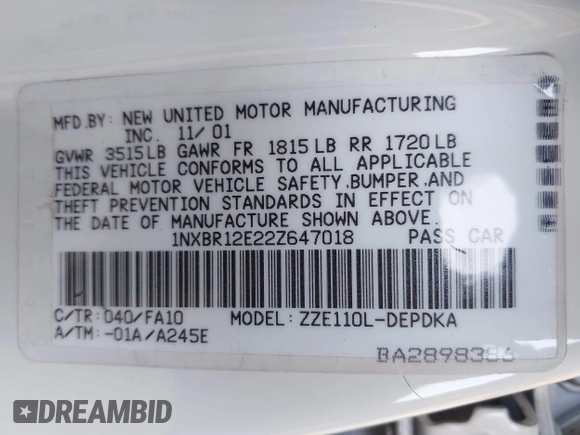 MFD.BY: NEW UNITED MOTOR MANUFACTURING
INC. 11/01
GVWR 3515LB GAWR FR 1815LB RR 1720LB
THIS VEHICLE CONFORMS TO ALL APPLICABLE
FEDERAL MOTOR VEHICLE SAFETY,BUMPER,AND
THEFT PREVENTION STANDARDS IN EFFECT ON
THE DATE OF MANUFACTURE SHOWN ABOVE.
1NXBR12E22Z647018 PASS CAR
C/TR:040/FA10 MODEL:ZZE110L-DEPDKA
A/TM:-01A/A245E
BA2898386
DREAMBID